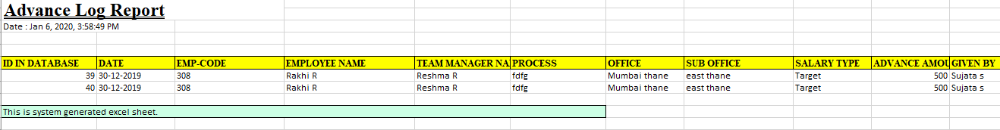 Advance Log Report
Date : Jan 6, 2020, 3:58:49 PM
ID IN DATABASE DATE EMP-CODE EMPLOYEE NAME TEAM MANAGER NA PROCESS OFFICE SUB OFFICE SALARY TYPE ADVANCE AMOU GIVEN BY
39 30-12-2019 308 Rakhi R Reshma R fdfg Mumbai thane east thane Target 500 Sujata s
40 30-12-2019 308 Rakhi R Reshma R fdfg Mumbai thane east thane Target 500 Sujata s
This is system generated excel sheet.